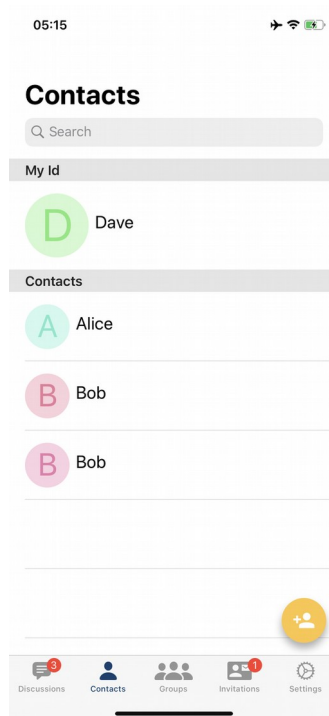 05:15
Contacts
Search
My Id
D
Dave
Contacts
A
Alice
B
Bob
B
Bob
3
1
Discussions
Contacts
Groups
Invitations
Settings